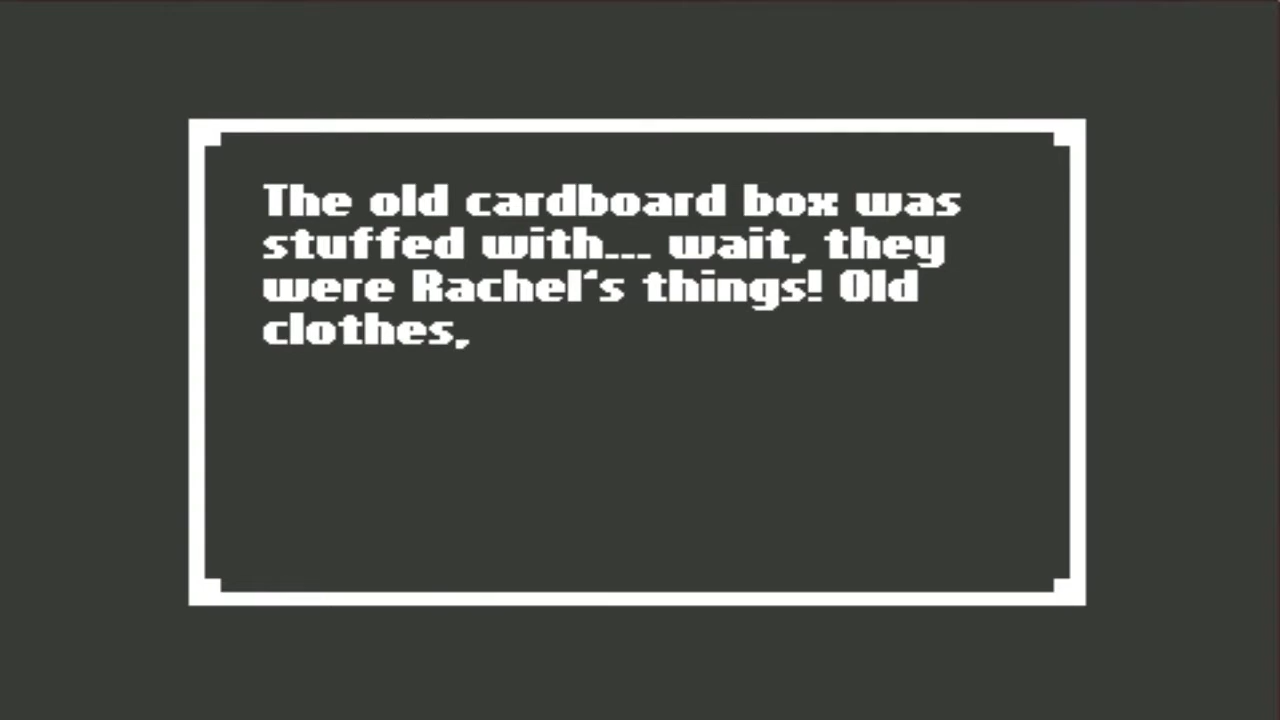 The old cardboard box was
stuffed with... wait, they
were Rachel's things! Old
clothes,